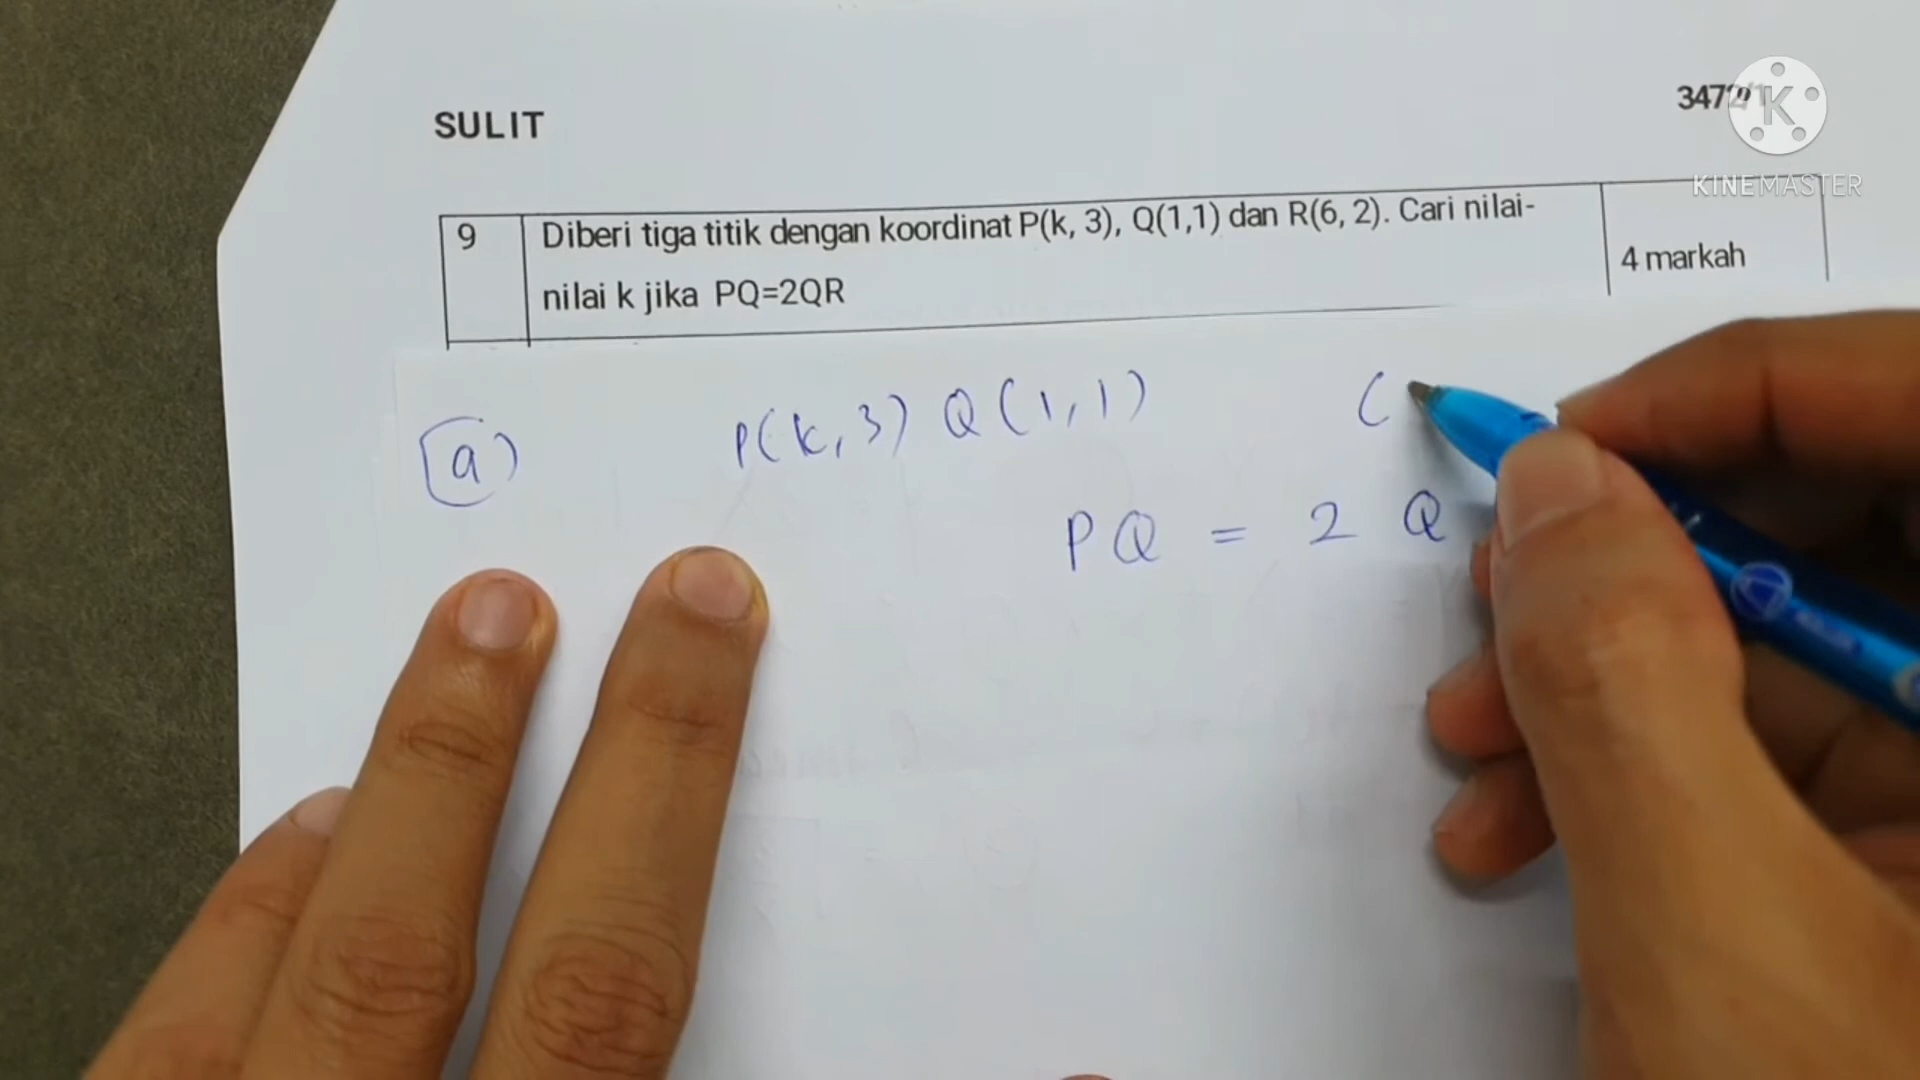 SULIT
KINEMASTER
9
Diberi tiga titik dengan koordinat P(k, 3), Q(1,1) dan R(6, 2). Cari nilai-
nilai k jika PQ=2QR
4 markah
a)
P(k,3) Q(1,1) (
PQ = 2 Q